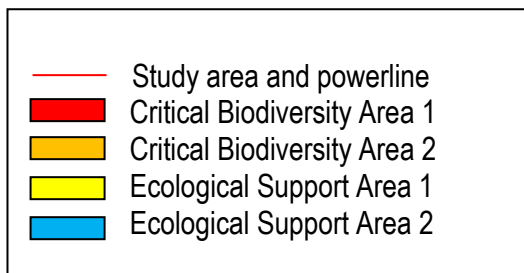 Study area and powerline
Critical Biodiversity Area 1
Critical Biodiversity Area 2
Ecological Support Area 1
Ecological Support Area 2